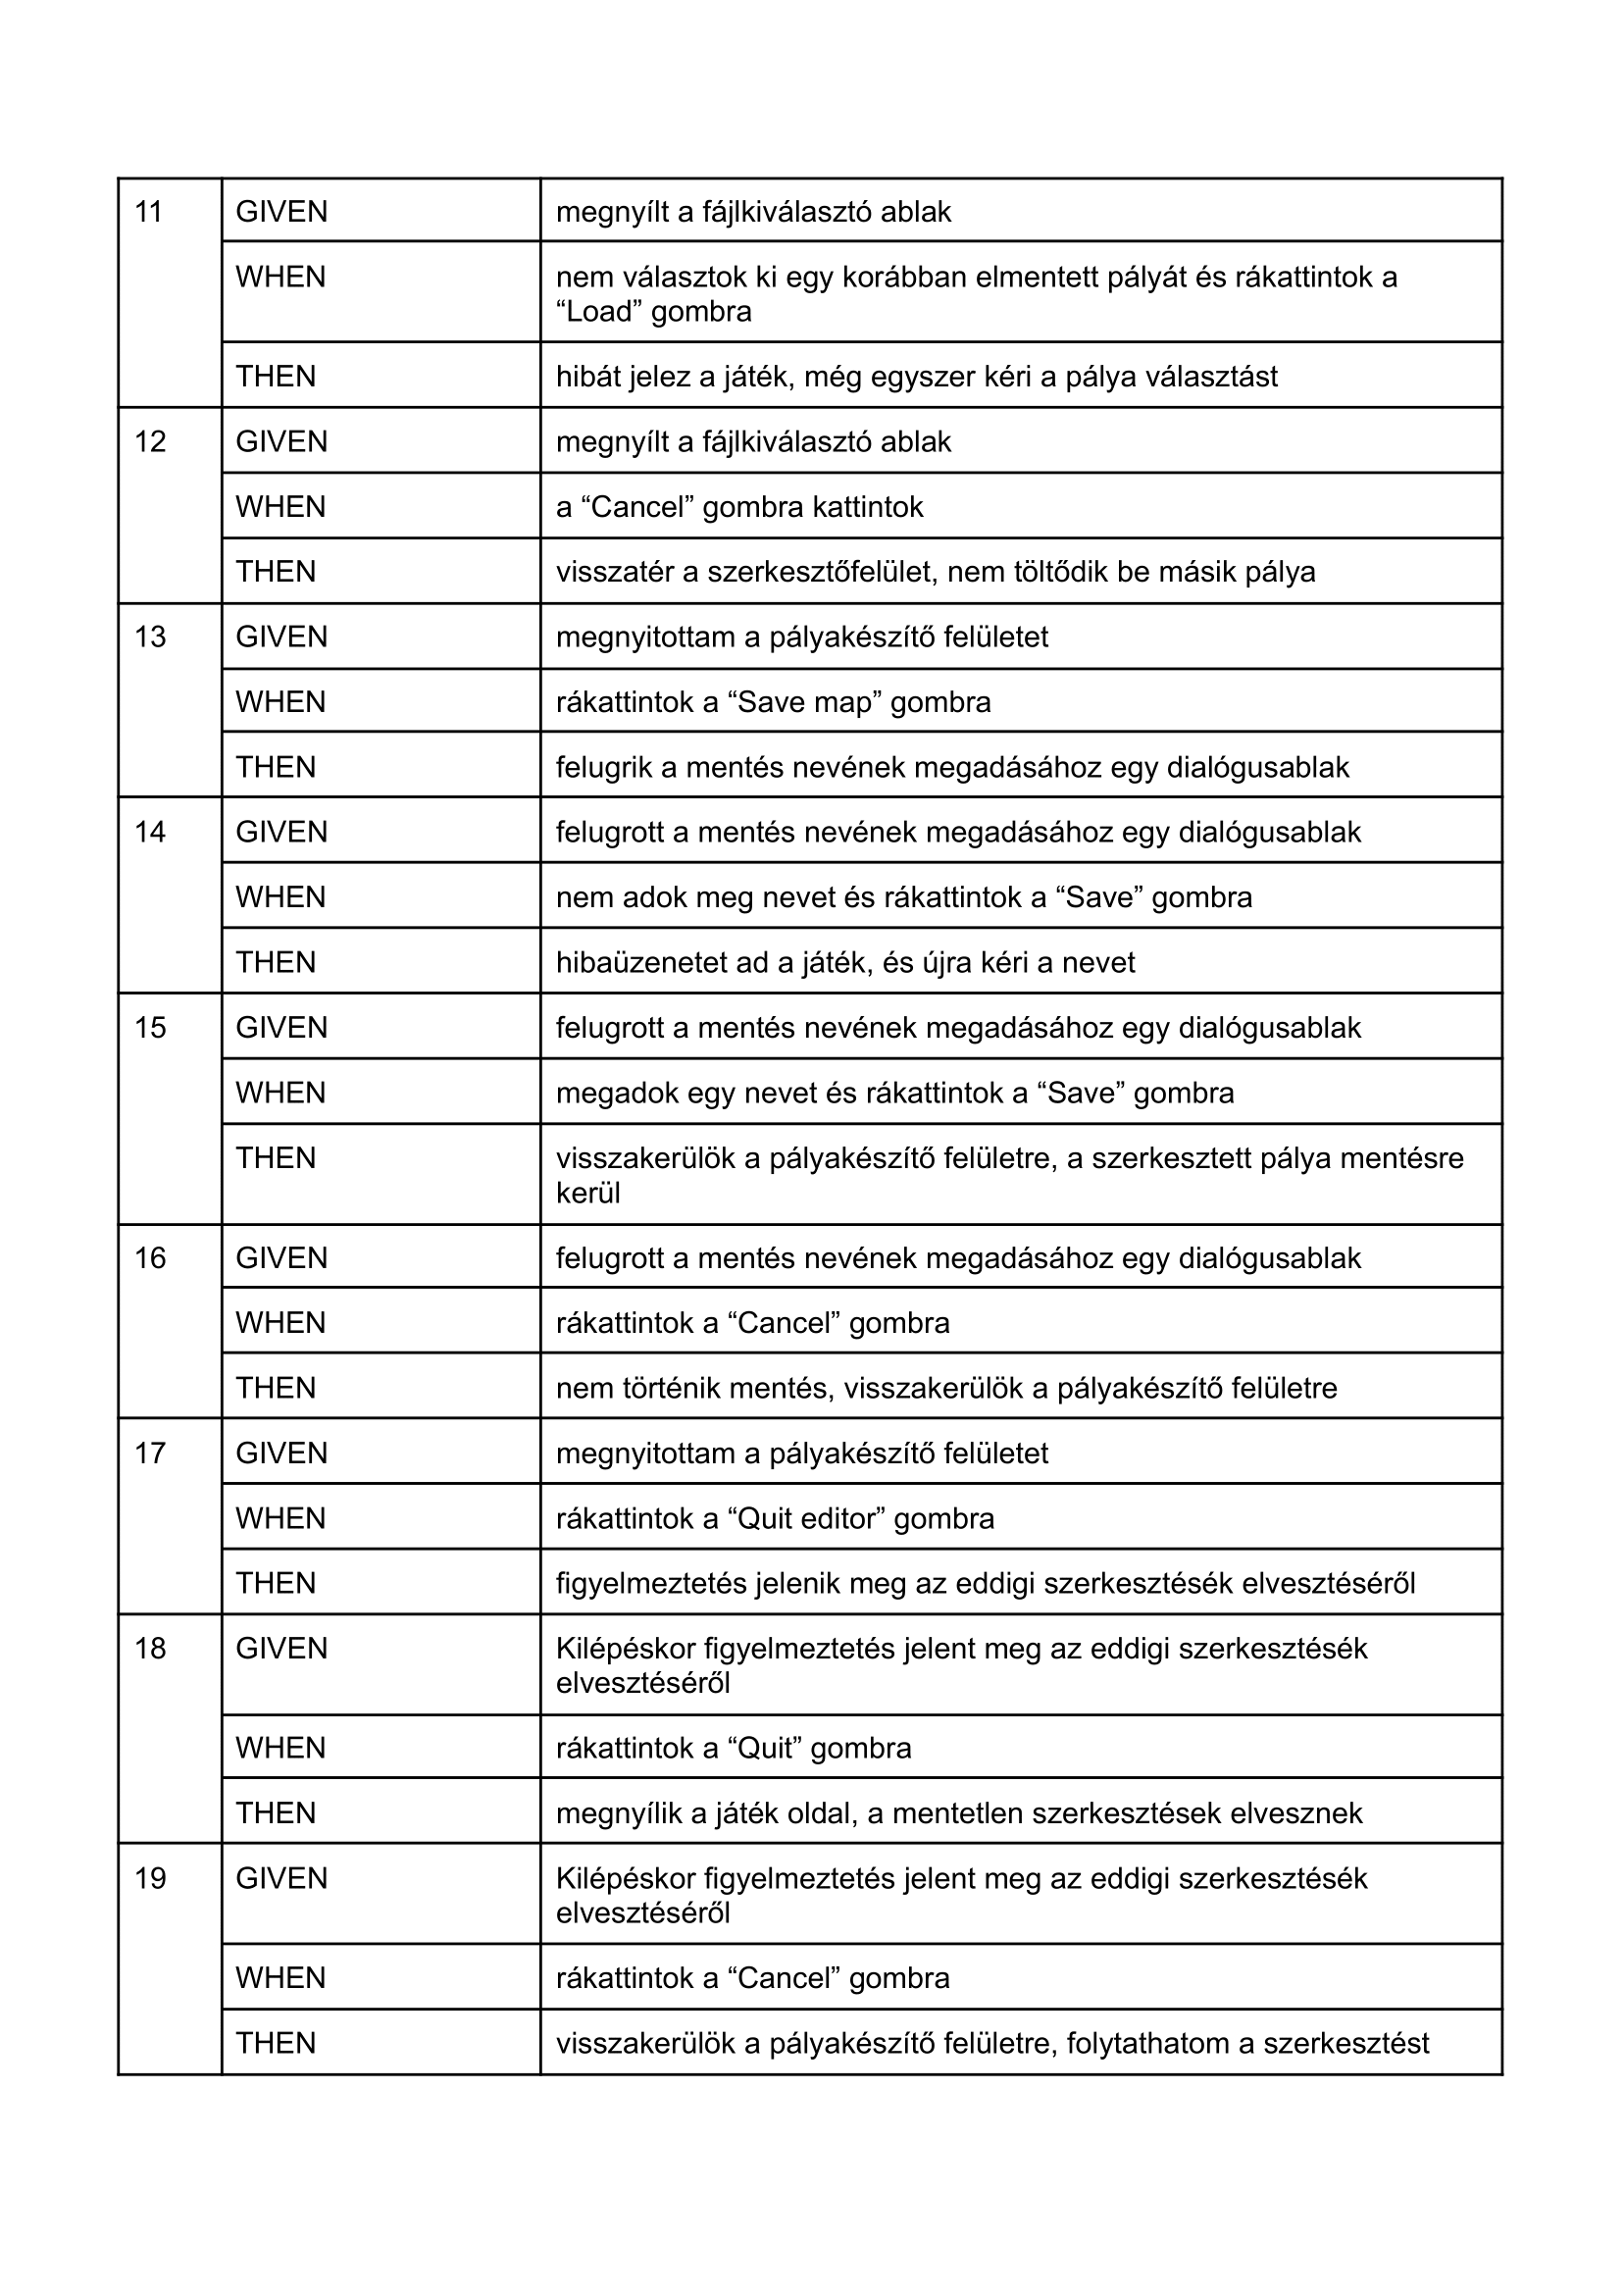 11 GIVEN megnyílt a fájlkiválasztó ablak
WHEN nem választok ki egy korábban elmentett pályát és rákattintok a
“Load” gombra
THEN hibát jelez a játék, még egyszer kéri a pálya választást
12 GIVEN megnyílt a fájlkiválasztó ablak
WHEN a “Cancel” gombra kattintok
THEN visszatér a szerkesztőfelület, nem töltődik be másik pálya
13 GIVEN megnyitottam a pályakészítő felületet
WHEN rákattintok a “Save map” gombra
THEN felugrik a mentés nevének megadásához egy dialógusablak
14 GIVEN felugrott a mentés nevének megadásához egy dialógusablak
WHEN nem adok meg nevet és rákattintok a “Save” gombra
THEN hibaüzenetet ad a játék, és újra kéri a nevet
15 GIVEN felugrott a mentés nevének megadásához egy dialógusablak
WHEN megadok egy nevet és rákattintok a “Save” gombra
THEN visszakerülök a pályakészítő felületre, a szerkesztett pálya mentésre
kerül
16 GIVEN felugrott a mentés nevének megadásához egy dialógusablak
WHEN rákattintok a “Cancel” gombra
THEN nem történik mentés, visszakerülök a pályakészítő felületre
17 GIVEN megnyitottam a pályakészítő felületet
WHEN rákattintok a “Quit editor” gombra
THEN figyelmeztetés jelenik meg az eddigi szerkesztésék elvesztéséről
18 GIVEN Kilépéskor figyelmeztetés jelent meg az eddigi szerkesztésék
elvesztéséről
WHEN rákattintok a “Quit” gombra
THEN megnyílik a játék oldal, a mentetlen szerkesztések elvesznek
19 GIVEN Kilépéskor figyelmeztetés jelent meg az eddigi szerkesztésék
elvesztéséről
WHEN rákattintok a “Cancel” gombra
THEN visszakerülök a pályakészítő felületre, folytathatom a szerkesztést